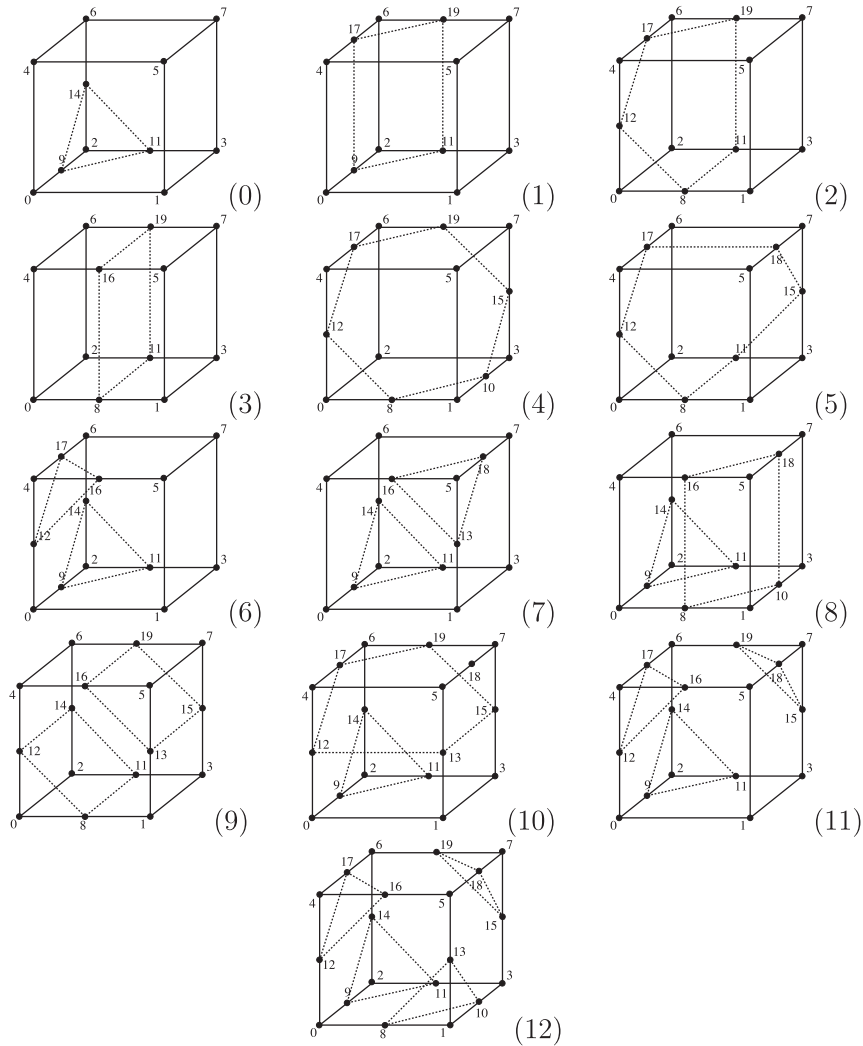 6 7 4 5 14 2 11 3 9 0 1 (0)
6 19 7 17 4 5 2 11 3 9 0 1 (1)
6 19 7 17 4 5 12 2 11 3 0 8 1 (2)
6 19 7 4 16 5 2 11 3 0 8 1 (3)
6 19 7 17 4 5 15 12 2 3 10 0 8 1 (4)
6 7 17 18 4 5 15 12 2 11 3 0 8 1 (5)
6 7 17 4 16 5 14 12 2 11 3 9 0 1 (6)
6 7 18 4 16 5 14 13 2 11 3 9 0 1 (7)
6 7 18 4 16 5 14 2 11 3 9 10 0 8 1 (8)
6 19 7 4 16 5 14 15 12 13 2 11 3 0 8 1 (9)
6 19 7 17 18 4 5 14 15 12 13 2 11 3 9 0 1 (10)
6 19 7 17 18 4 16 5 14 15 12 2 11 3 9 0 1 (11)
6 19 7 17 18 4 16 5 14 15 12 13 2 11 3 9 10 0 8 1 (12)